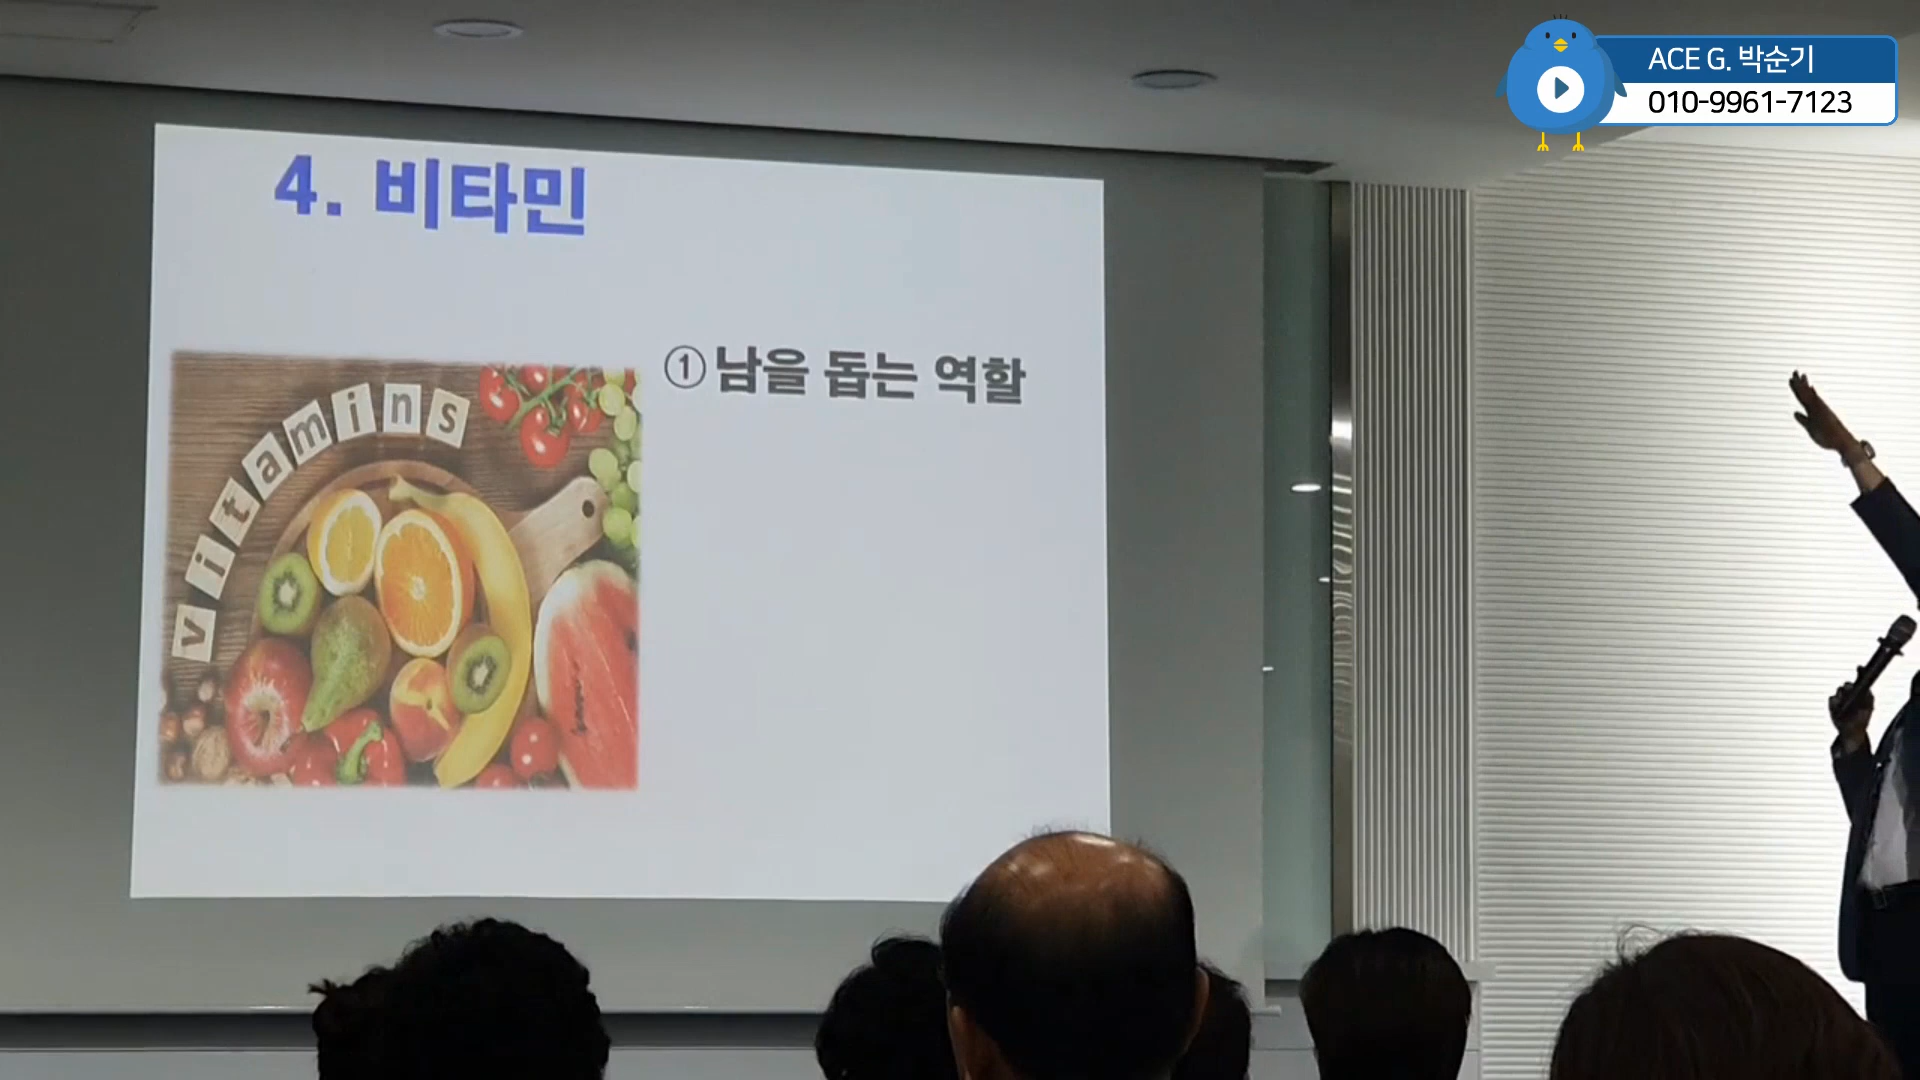 ACE G. 박순기
010-9961-7123
4. 비타민
① 남을 돕는 역할
vitamins